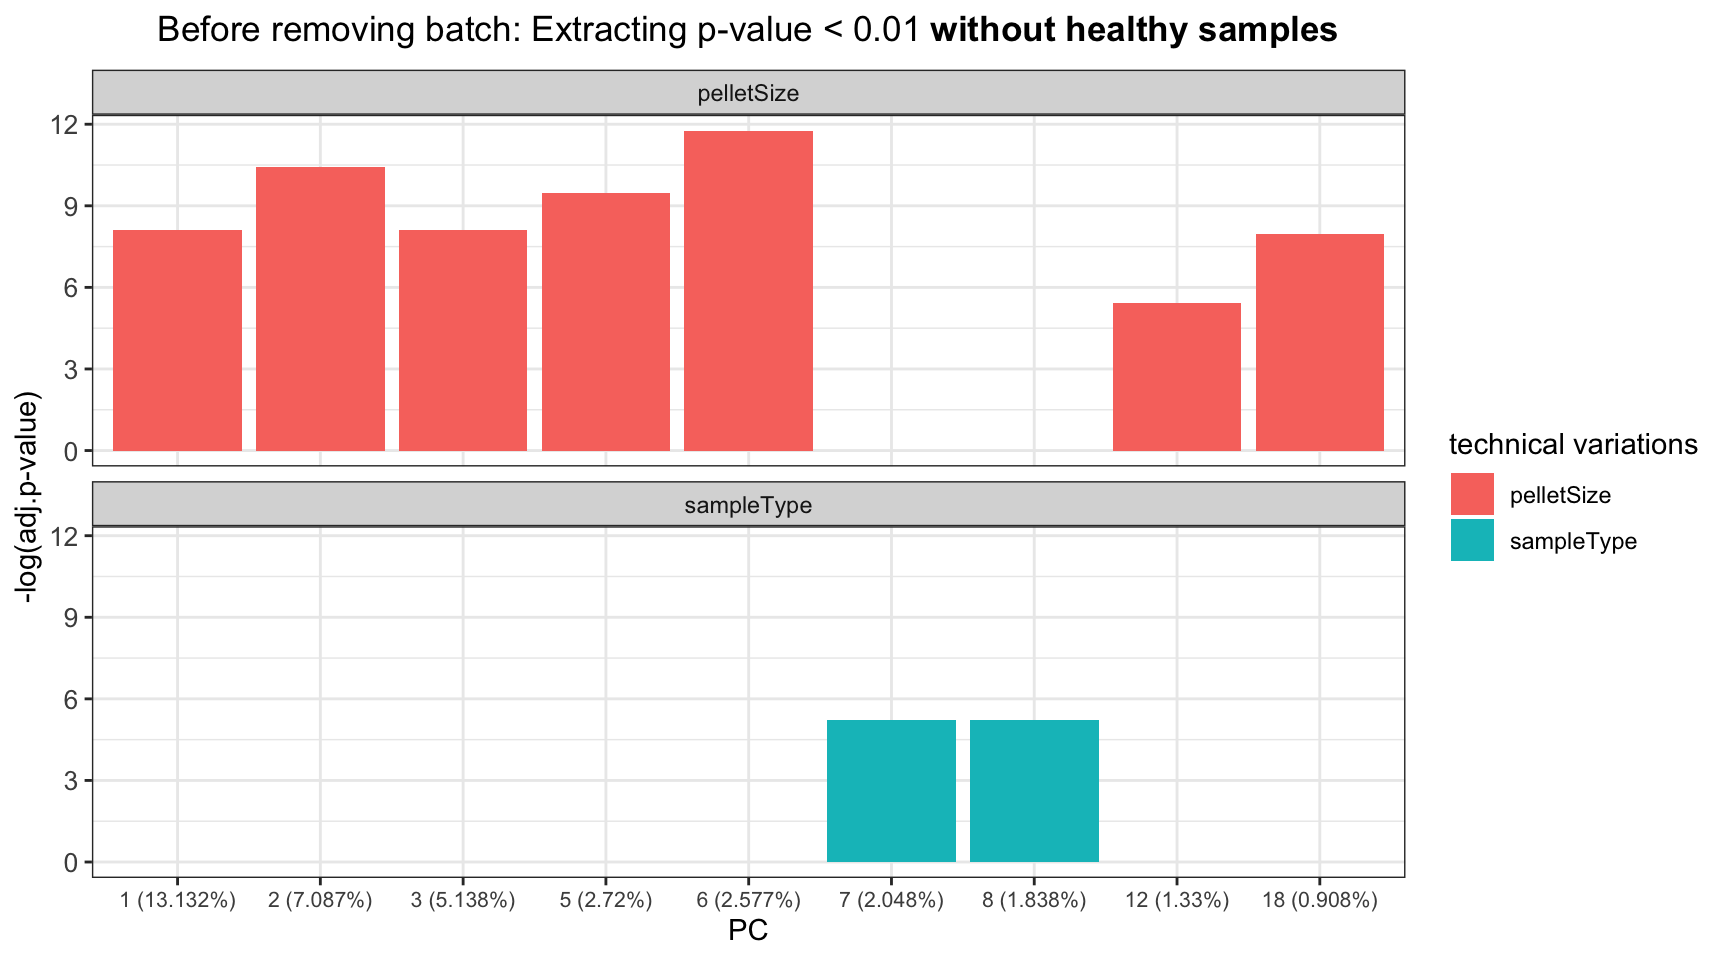 Before removing batch: Extracting p-value < 0.01 without healthy samples
pelletSize
12
9
6
3
0
sampleType
12
9
6
3
0
-log(adj.p-value)
1 (13.132%) 2 (7.087%) 3 (5.138%) 5 (2.72%) 6 (2.577%) 7 (2.048%) 8 (1.838%) 12 (1.33%) 18 (0.908%)
PC
technical variations
pelletSize
sampleType